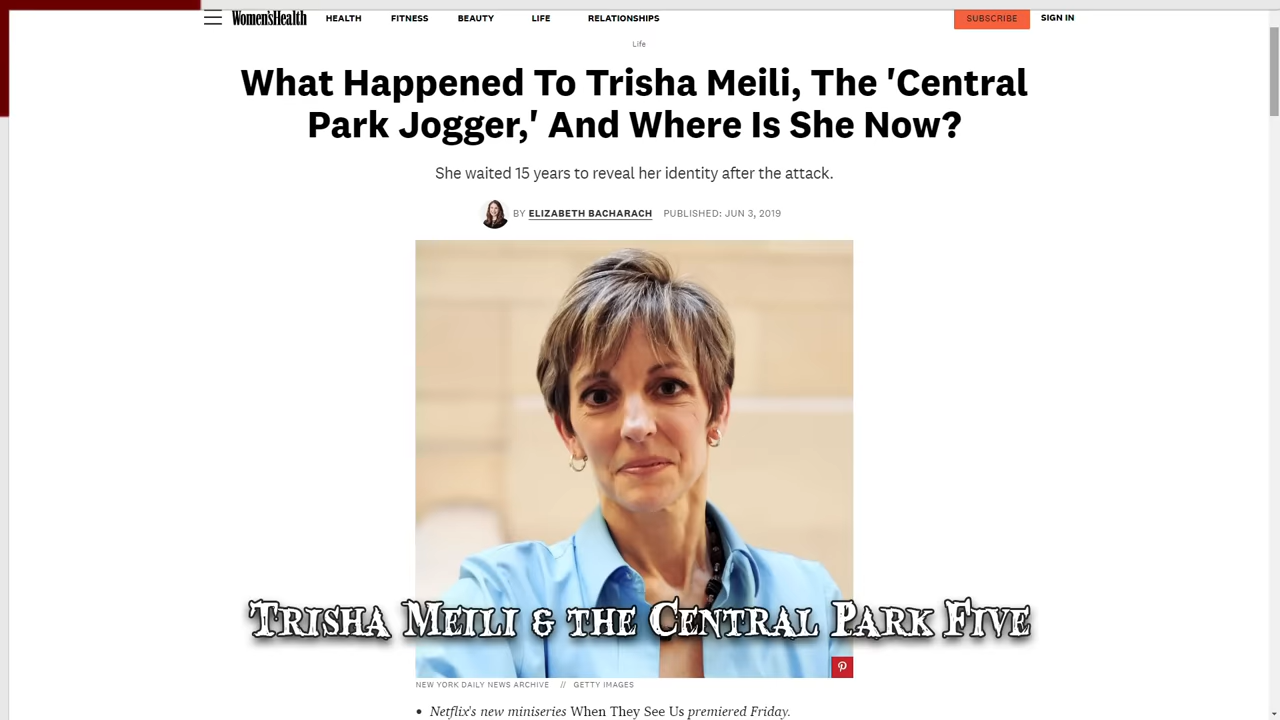 Women'sHealth HEALTH FITNESS BEAUTY LIFE RELATIONSHIPS SUBSCRIBE SIGN IN
Life
What Happened To Trisha Meili, The 'Central
Park Jogger,' And Where Is She Now?
She waited 15 years to reveal her identity after the attack.
BY ELIZABETH BACHARACH PUBLISHED: JUN 3, 2019
TRISHA MEILI & THE CENTRAL PARK FIVE
NEW YORK DAILY NEWS ARCHIVE // GETTY IMAGES
• Netflix's new miniseries When They See Us premiered Friday.